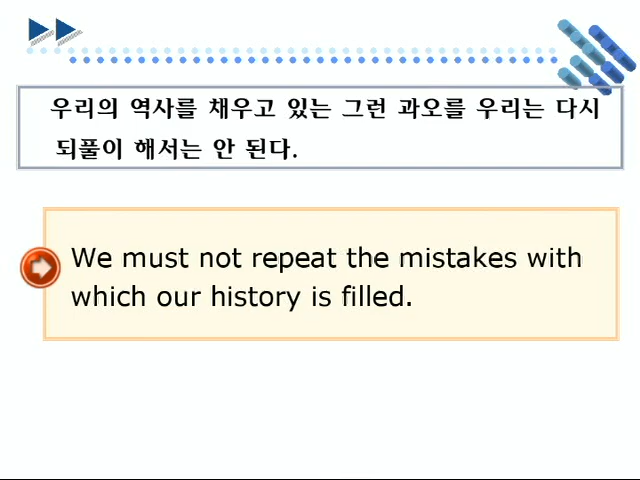 우리의 역사를 채우고 있는 그런 과오를 우리는 다시
되풀이 해서는 안 된다.
We must not repeat the mistakes with
which our history is filled.